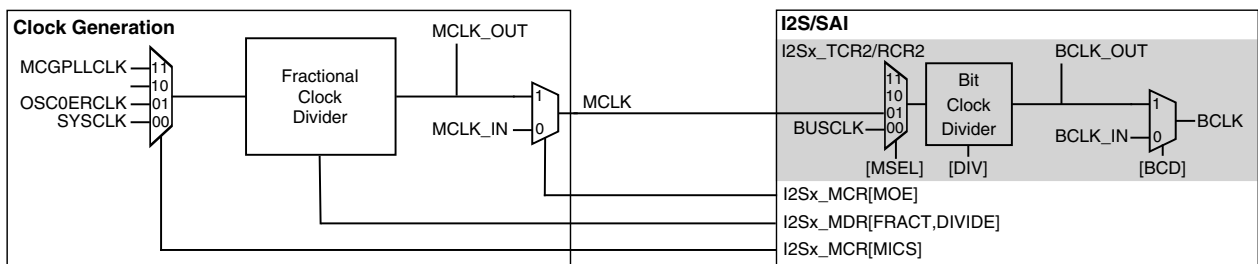 Clock Generation
MCGPLLCLK
11
10
OSC0ERCLK
01
SYSCLK
00
Fractional
Clock
Divider
MCLK_OUT
1
MCLK_IN
0
MCLK
I2S/SAI
I2Sx_TCR2/RCR2
11
10
01
BUSCLK
00
[MSEL]
Bit
Clock
Divider
[DIV]
BCLK_OUT
1
BCLK_IN
0
[BCD]
BCLK
I2Sx_MCR[MOE]
I2Sx_MDR[FRACT,DIVIDE]
I2Sx_MCR[MICS]